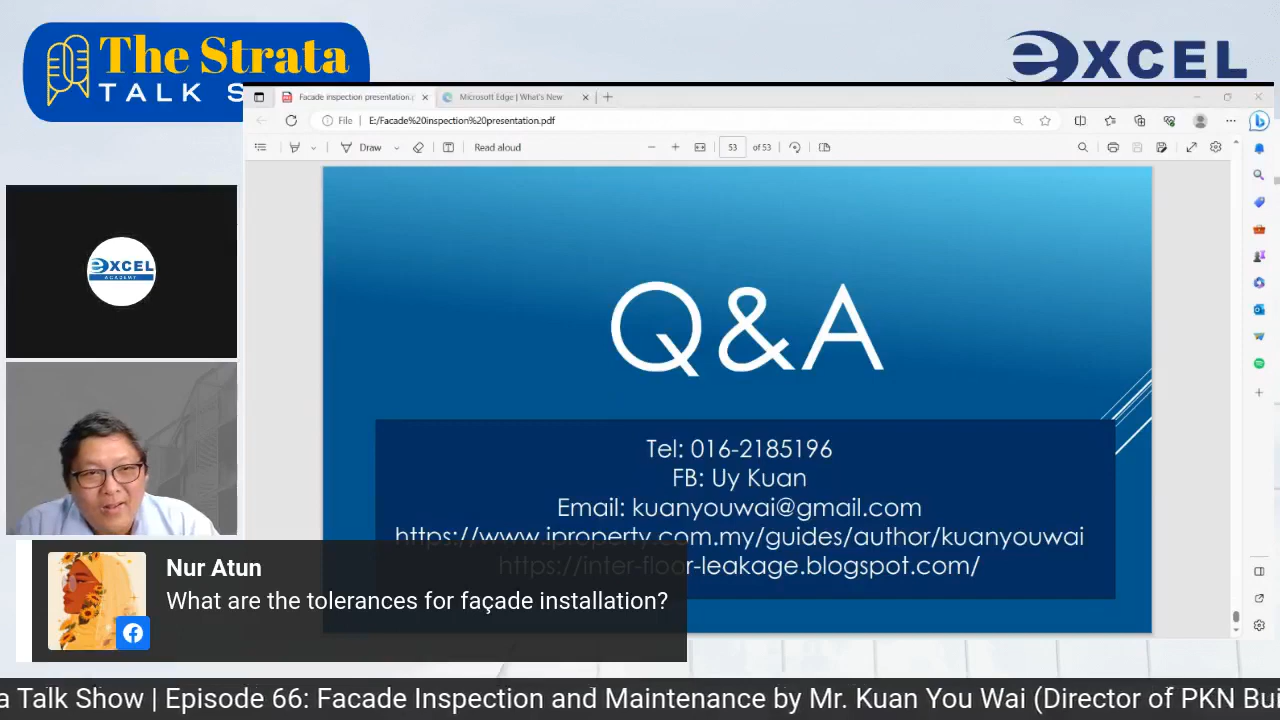 The Strata
TALK S
EXCEL
Facade inspection presentation.p
Microsoft Edge | What's New
File
E:/Facade%20inspection%20presentation.pdf
Draw
Read aloud
53
of 53
EXCEL
ACADEMY
Q&A
Tel: 016-2185196
FB: Uy Kuan
Email: kuanyouwai@gmail.com
https://www.iproperty.com.my/guides/author/kuanyouwai
https://inter-floor-leakage.blogspot.com/
Nur Atun
What are the tolerances for façade installation?
a Talk Show | Episode 66: Facade Inspection and Maintenance by Mr. Kuan You Wai (Director of PKN Bui